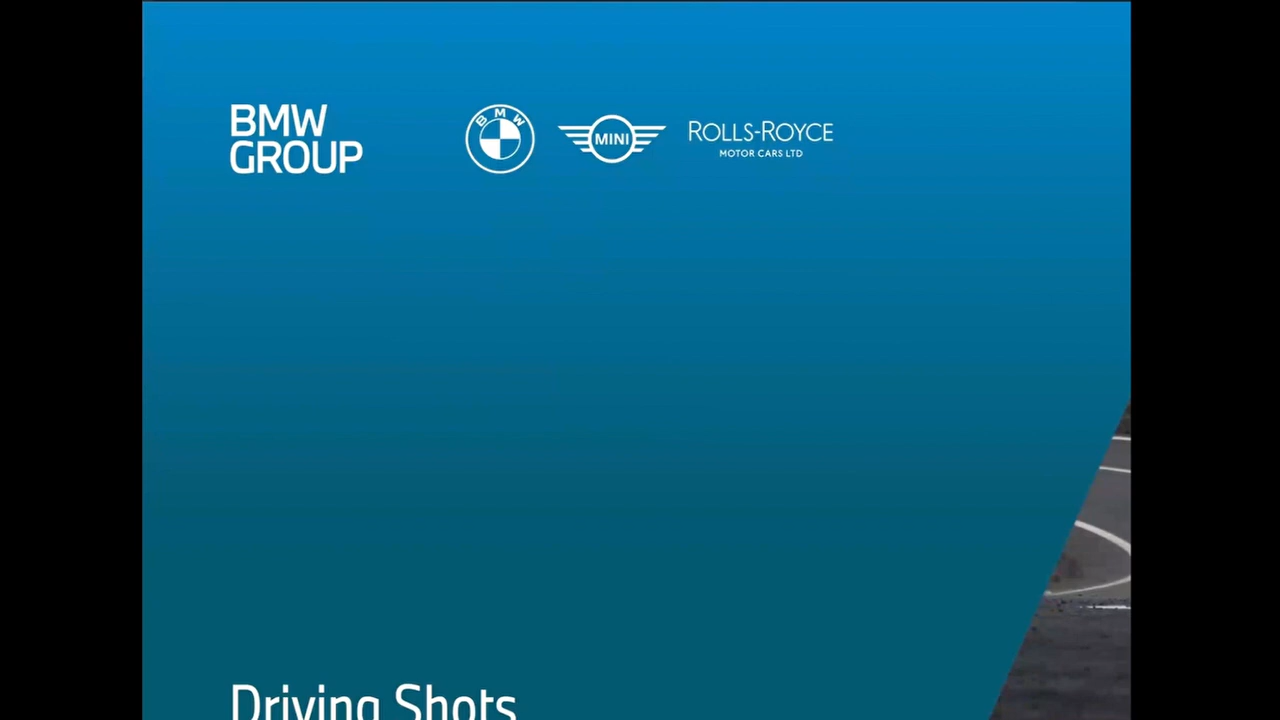 BMW
GROUP
BMW
MINI
ROLLS-ROYCE
MOTOR CARS LTD
Driving Shots